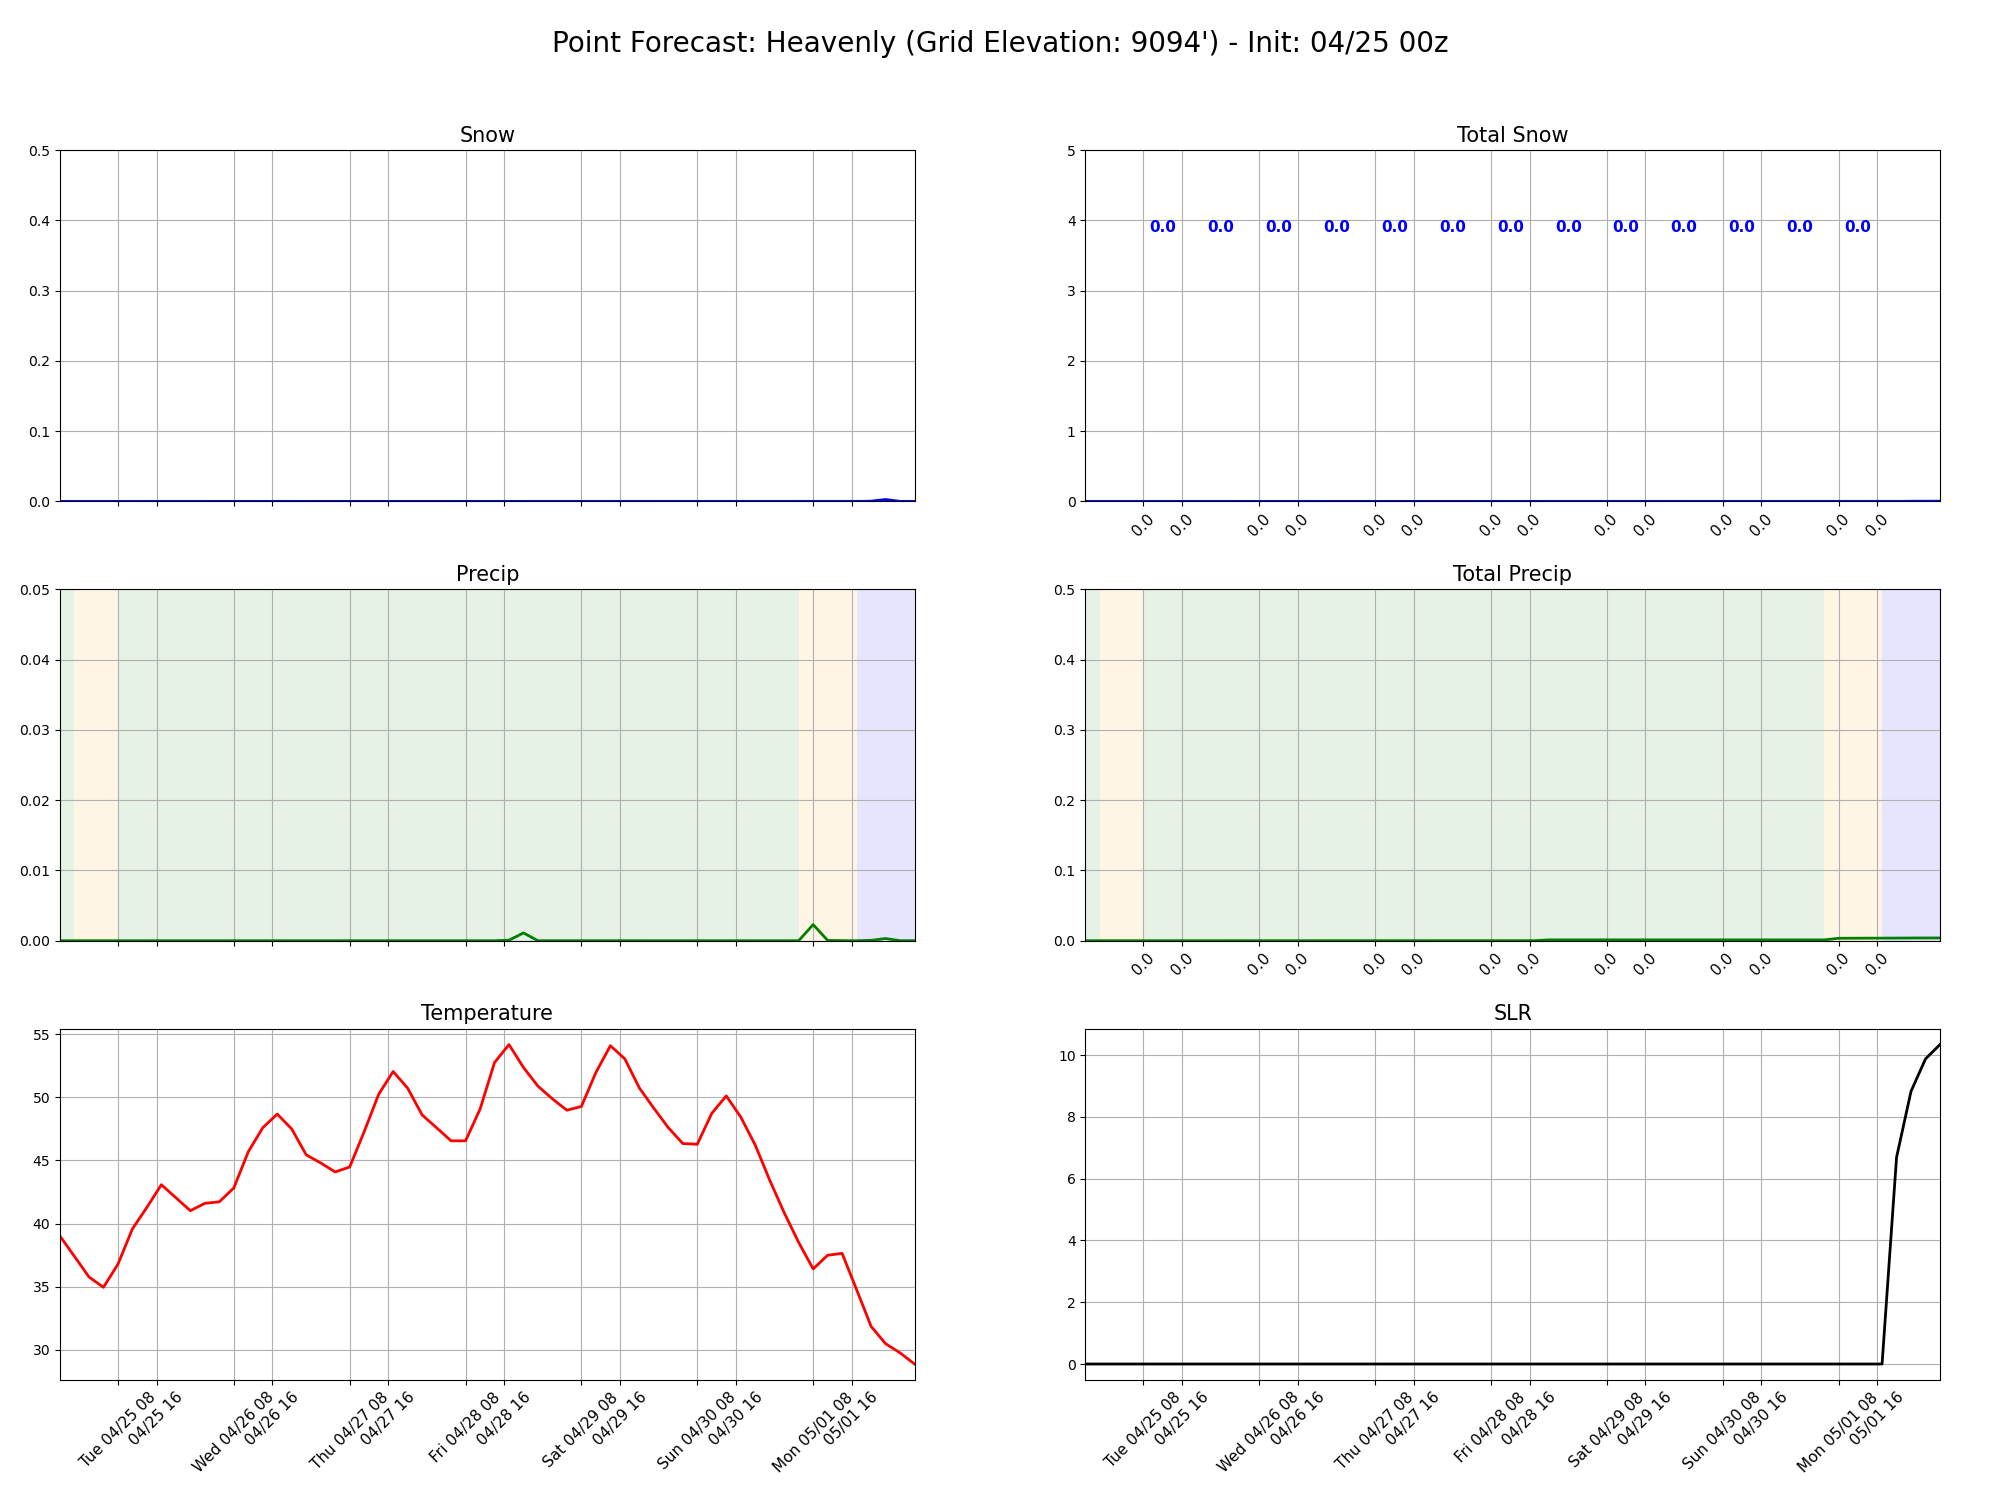 Point Forecast: Heavenly (Grid Elevation: 9094') - Init: 04/25 00z
Snow
0.5
0.4
0.3
0.2
0.1
0.0
Total Snow
5
4
3
2
1
0
0.0 0.0 0.0 0.0 0.0 0.0 0.0 0.0 0.0 0.0 0.0 0.0 0.0
0.0 0.0 0.0 0.0 0.0 0.0 0.0 0.0 0.0 0.0 0.0 0.0 0.0 0.0
Precip
0.05
0.04
0.03
0.02
0.01
0.00
Total Precip
0.5
0.4
0.3
0.2
0.1
0.0
0.0 0.0 0.0 0.0 0.0 0.0 0.0 0.0 0.0 0.0 0.0 0.0 0.0 0.0
Temperature
55
50
45
40
35
30
Tue 04/25 08
04/25 16
Wed 04/26 08
04/26 16
Thu 04/27 08
04/27 16
Fri 04/28 08
04/28 16
Sat 04/29 08
04/29 16
Sun 04/30 08
04/30 16
Mon 05/01 08
05/01 16
SLR
10
8
6
4
2
0
Tue 04/25 08
04/25 16
Wed 04/26 08
04/26 16
Thu 04/27 08
04/27 16
Fri 04/28 08
04/28 16
Sat 04/29 08
04/29 16
Sun 04/30 08
04/30 16
Mon 05/01 08
05/01 16